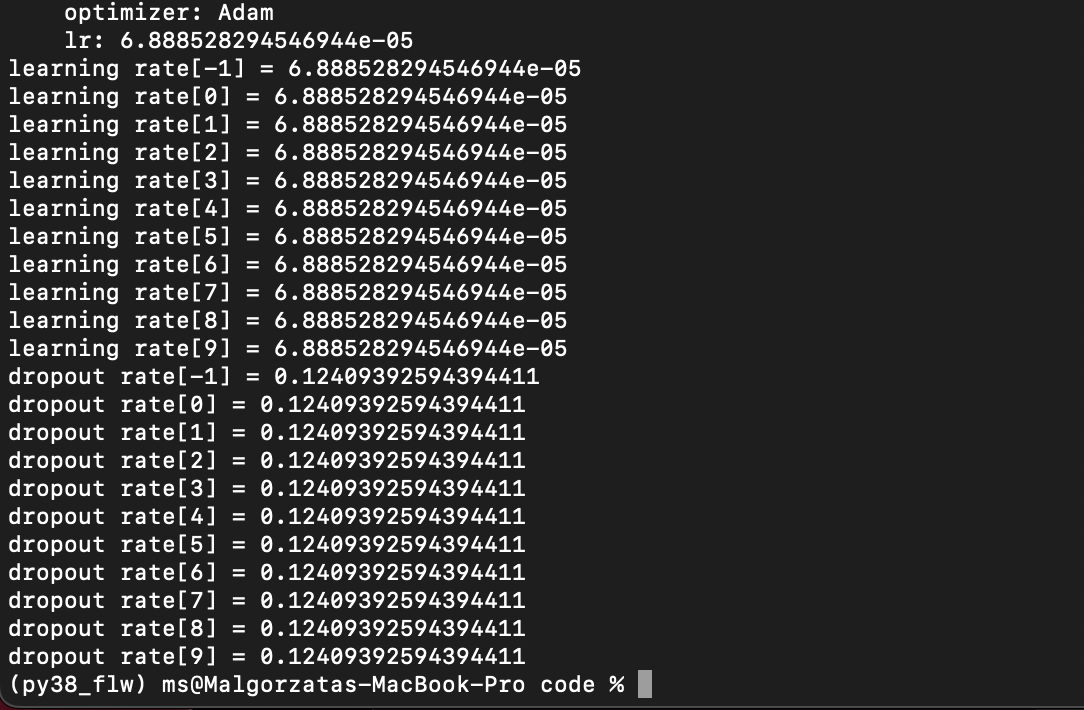 optimizer: Adam
lr: 6.888528294546944e-05
learning rate[-1] = 6.888528294546944e-05
learning rate[0] = 6.888528294546944e-05
learning rate[1] = 6.888528294546944e-05
learning rate[2] = 6.888528294546944e-05
learning rate[3] = 6.888528294546944e-05
learning rate[4] = 6.888528294546944e-05
learning rate[5] = 6.888528294546944e-05
learning rate[6] = 6.888528294546944e-05
learning rate[7] = 6.888528294546944e-05
learning rate[8] = 6.888528294546944e-05
learning rate[9] = 6.888528294546944e-05
dropout rate[-1] = 0.12409392594394411
dropout rate[0] = 0.12409392594394411
dropout rate[1] = 0.12409392594394411
dropout rate[2] = 0.12409392594394411
dropout rate[3] = 0.12409392594394411
dropout rate[4] = 0.12409392594394411
dropout rate[5] = 0.12409392594394411
dropout rate[6] = 0.12409392594394411
dropout rate[7] = 0.12409392594394411
dropout rate[8] = 0.12409392594394411
dropout rate[9] = 0.12409392594394411
(py38_flw) ms@Malgorzatas-MacBook-Pro code %